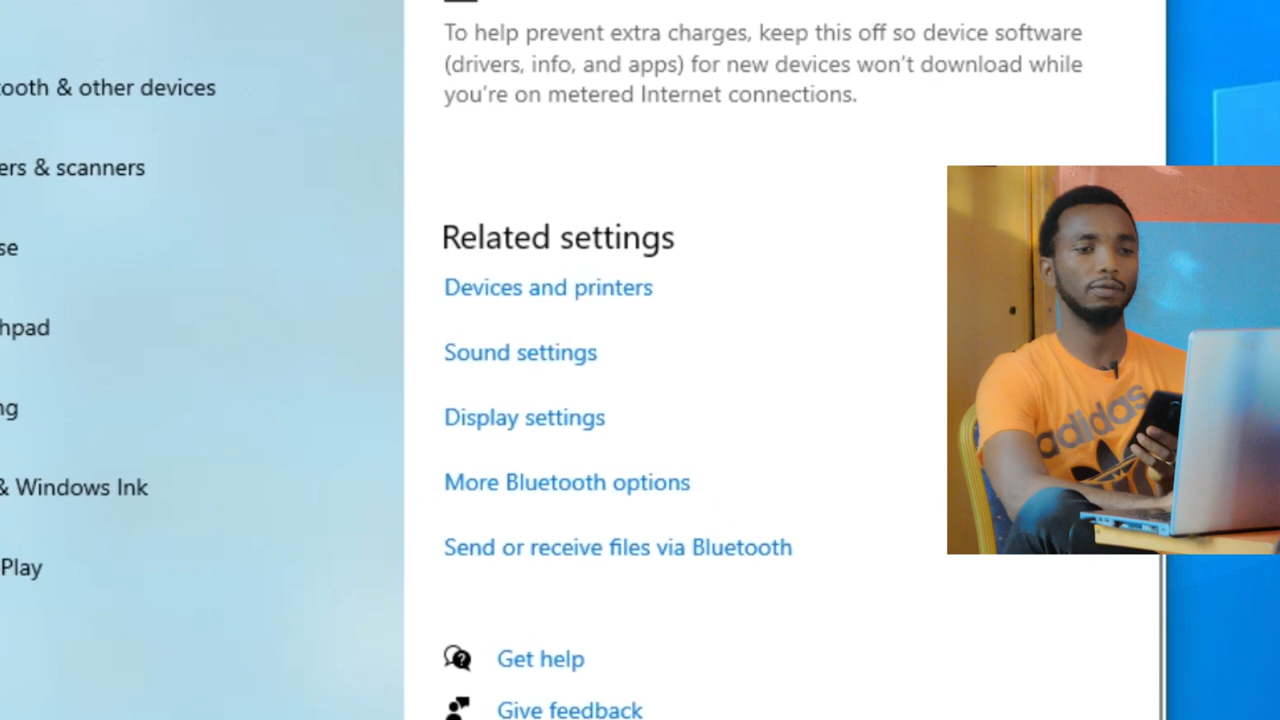 To help prevent extra charges, keep this off so device software
(drivers, info, and apps) for new devices won't download while
you're on metered Internet connections.
ooth & other devices
ers & scanners
se
hpad
ng
& Windows Ink
Play
Related settings
Devices and printers
Sound settings
Display settings
More Bluetooth options
Send or receive files via Bluetooth
Get help
Give feedback
adidas